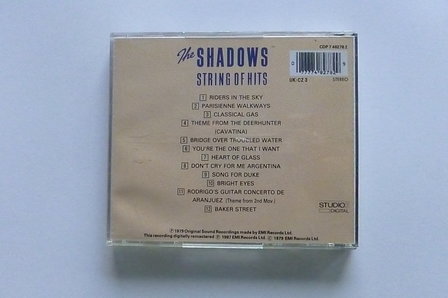 The SHADOWS
STRING OF HITS
CDP 7 48278 2
UK: CZ 2 STEREO
1 RIDERS IN THE SKY
2 PARISIENNE WALKWAYS
3 CLASSICAL GAS
4 THEME FROM THE DEERHUNTER
(CAVATINA)
5 BRIDGE OVER TROUBLED WATER
6 YOU'RE THE ONE THAT I WANT
7 HEART OF GLASS
8 DON'T CRY FOR ME ARGENTINA
9 SONG FOR DUKE
10 BRIGHT EYES
11 RODRIGO'S GUITAR CONCERTO DE
ARANJUEZ (Theme from 2nd Mov.)
12 BAKER STREET
STUDIO
DIGITAL
℗ 1979 Original Sound Recordings made by EMI Records Ltd.
This recording digitally remastered ℗ 1987 EMI Records Ltd. © 1979 EMI Records Ltd.